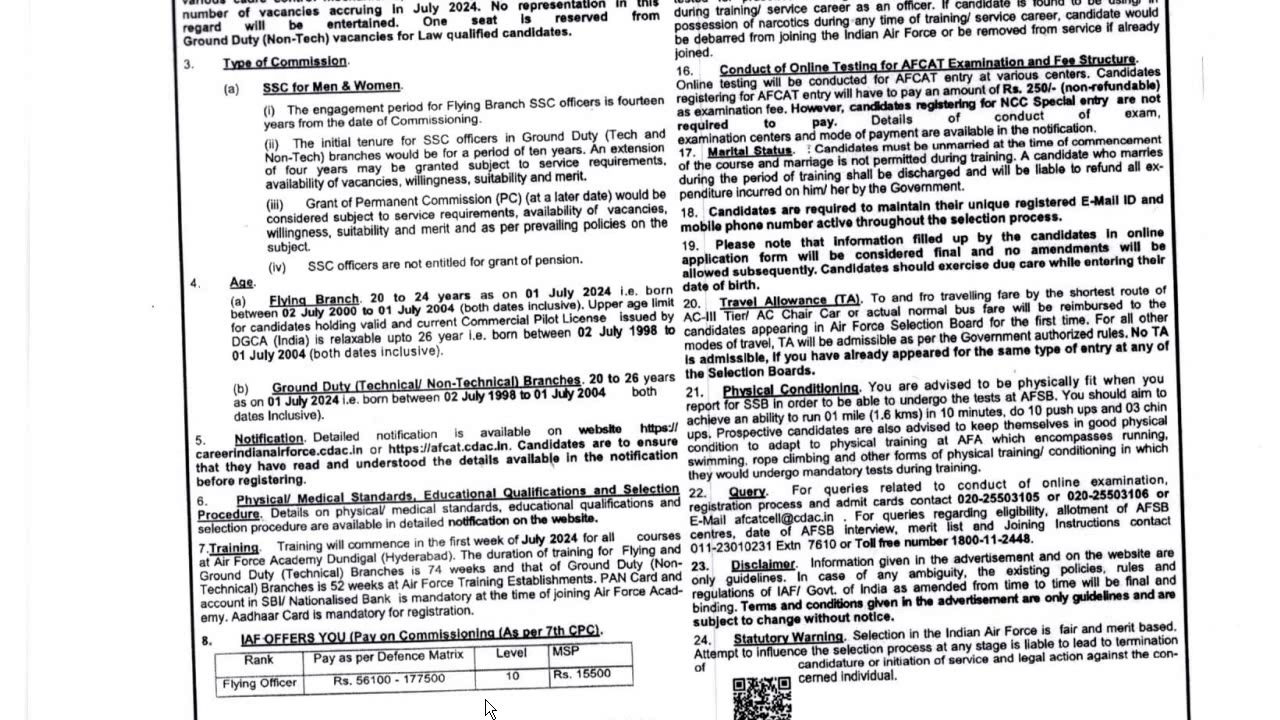 number of vacancies accruing in July 2024. No representation in this
regard will be entertained. One seat is reserved from
Ground Duty (Non-Tech) vacancies for Law qualified candidates.
3. Type of Commission.
(a) SSC for Men & Women.
(i) The engagement period for Flying Branch SSC officers is fourteen
years from the date of Commissioning.
(ii) The initial tenure for SSC officers in Ground Duty (Tech and
Non-Tech) branches would be for a period of ten years. An extension
of four years may be granted subject to service requirements,
availability of vacancies, willingness, suitability and merit.
(iii) Grant of Permanent Commission (PC) (at a later date) would be
considered subject to service requirements, availability of vacancies,
willingness, suitability and merit and as per prevailing policies on the
subject.
(iv) SSC officers are not entitled for grant of pension.
4. Age.
(a) Flying Branch. 20 to 24 years as on 01 July 2024 i.e. born
between 02 July 2000 to 01 July 2004 (both dates inclusive). Upper age limit
for candidates holding valid and current Commercial Pilot License issued by
DGCA (India) is relaxable upto 26 year i.e. born between 02 July 1998 to
01 July 2004 (both dates inclusive).
(b) Ground Duty (Technical/ Non-Technical) Branches. 20 to 26 years
as on 01 July 2024 i.e. born between 02 July 1998 to 01 July 2004 both
dates Inclusive).
5. Notification. Detailed notification is available on website https://
careerindianairforce.cdac.in or https://afcat.cdac.in. Candidates are to ensure
that they have read and understood the details available in the notification
before registering.
6. Physical/ Medical Standards, Educational Qualifications and Selection
Procedure. Details on physical/ medical standards, educational qualifications and
selection procedure are available in detailed notification on the website.
7.Training. Training will commence in the first week of July 2024 for all courses
at Air Force Academy Dundigal (Hyderabad). The duration of training for Flying and
Ground Duty (Technical) Branches is 74 weeks and that of Ground Duty (Non-
Technical) Branches is 52 weeks at Air Force Training Establishments. PAN Card and
account in SBI/ Nationalised Bank is mandatory at the time of joining Air Force Acad-
emy. Aadhaar Card is mandatory for registration.
8. IAF OFFERS YOU (Pay on Commissioning (As per 7th CPC).
Rank Pay as per Defence Matrix Level MSP
Flying Officer Rs. 56100 - 177500 10 Rs. 15500
during training/ service career as an officer. If candidate is found to be using/ in
possession of narcotics during any time of training/ service career, candidate would
be debarred from joining the Indian Air Force or be removed from service if already
joined.
16. Conduct of Online Testing for AFCAT Examination and Fee Structure.
Online testing will be conducted for AFCAT entry at various centers. Candidates
registering for AFCAT entry will have to pay an amount of Rs. 250/- (non-refundable)
as examination fee. However, candidates registering for NCC Special entry are not
required to pay. Details of conduct of exam,
examination centers and mode of payment are available in the notification.
17. Marital Status. : Candidates must be unmarried at the time of commencement
of the course and marriage is not permitted during training. A candidate who marries
during the period of training shall be discharged and will be liable to refund all ex-
penditure incurred on him/ her by the Government.
18. Candidates are required to maintain their unique registered E-Mail ID and
mobile phone number active throughout the selection process.
19. Please note that information filled up by the candidates in online
application form will be considered final and no amendments will be
allowed subsequently. Candidates should exercise due care while entering their
date of birth.
20. Travel Allowance (TA). To and fro travelling fare by the shortest route of
AC-III Tier/ AC Chair Car or actual normal bus fare will be reimbursed to the
candidates appearing in Air Force Selection Board for the first time. For all other
modes of travel, TA will be admissible as per the Government authorized rules. No TA
is admissible, if you have already appeared for the same type of entry at any of
the Selection Boards.
21. Physical Conditioning. You are advised to be physically fit when you
report for SSB in order to be able to undergo the tests at AFSB. You should aim to
achieve an ability to run 01 mile (1.6 kms) in 10 minutes, do 10 push ups and 03 chin
ups. Prospective candidates are also advised to keep themselves in good physical
condition to adapt to physical training at AFA which encompasses running,
swimming, rope climbing and other forms of physical training/ conditioning in which
they would undergo mandatory tests during training.
22. Query. For queries related to conduct of online examination,
registration process and admit cards contact 020-25503105 or 020-25503106 or
E-Mail afcatcell@cdac.in . For queries regarding eligibility, allotment of AFSB
centres, date of AFSB interview, merit list and Joining Instructions contact
011-23010231 Extn 7610 or Toll free number 1800-11-2448.
23. Disclaimer. Information given in the advertisement and on the website are
only guidelines. In case of any ambiguity, the existing policies, rules and
regulations of IAF/ Govt. of India as amended from time to time will be final and
binding. Terms and conditions given in the advertisement are only guidelines and are
subject to change without notice.
24. Statutory Warning. Selection in the Indian Air Force is fair and merit based.
Attempt to influence the selection process at any stage is liable to lead to termination
of candidature or initiation of service and legal action against the con-
cerned individual.